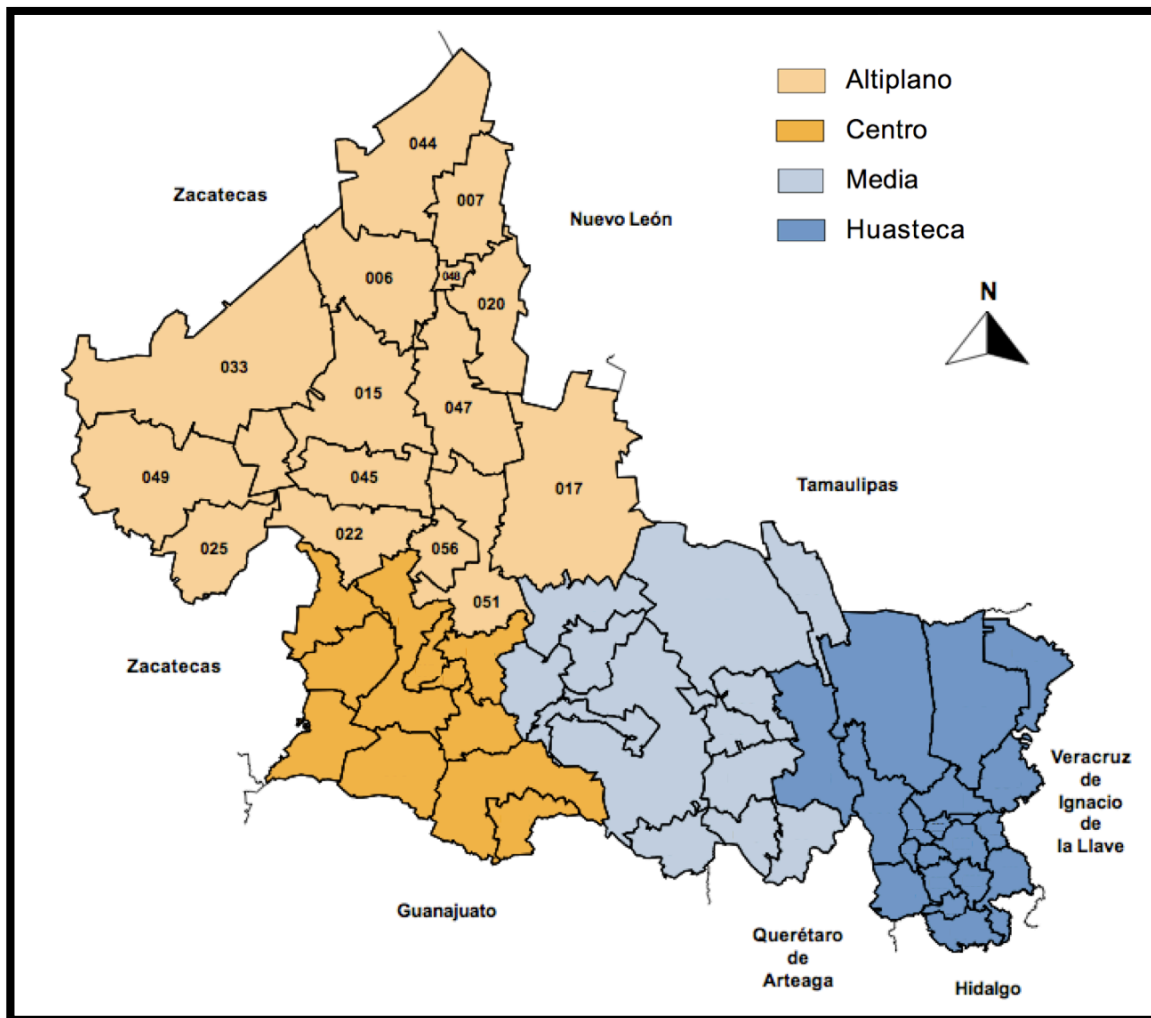 Altiplano
Centro
Media
Huasteca
Zacatecas
Nuevo León
N
044
007
048
006
020
033
015
047
049
045
017
Tamaulipas
025
022
056
051
Zacatecas
Veracruz
de
Ignacio
de
la Llave
Guanajuato
Querétaro
de
Arteaga
Hidalgo